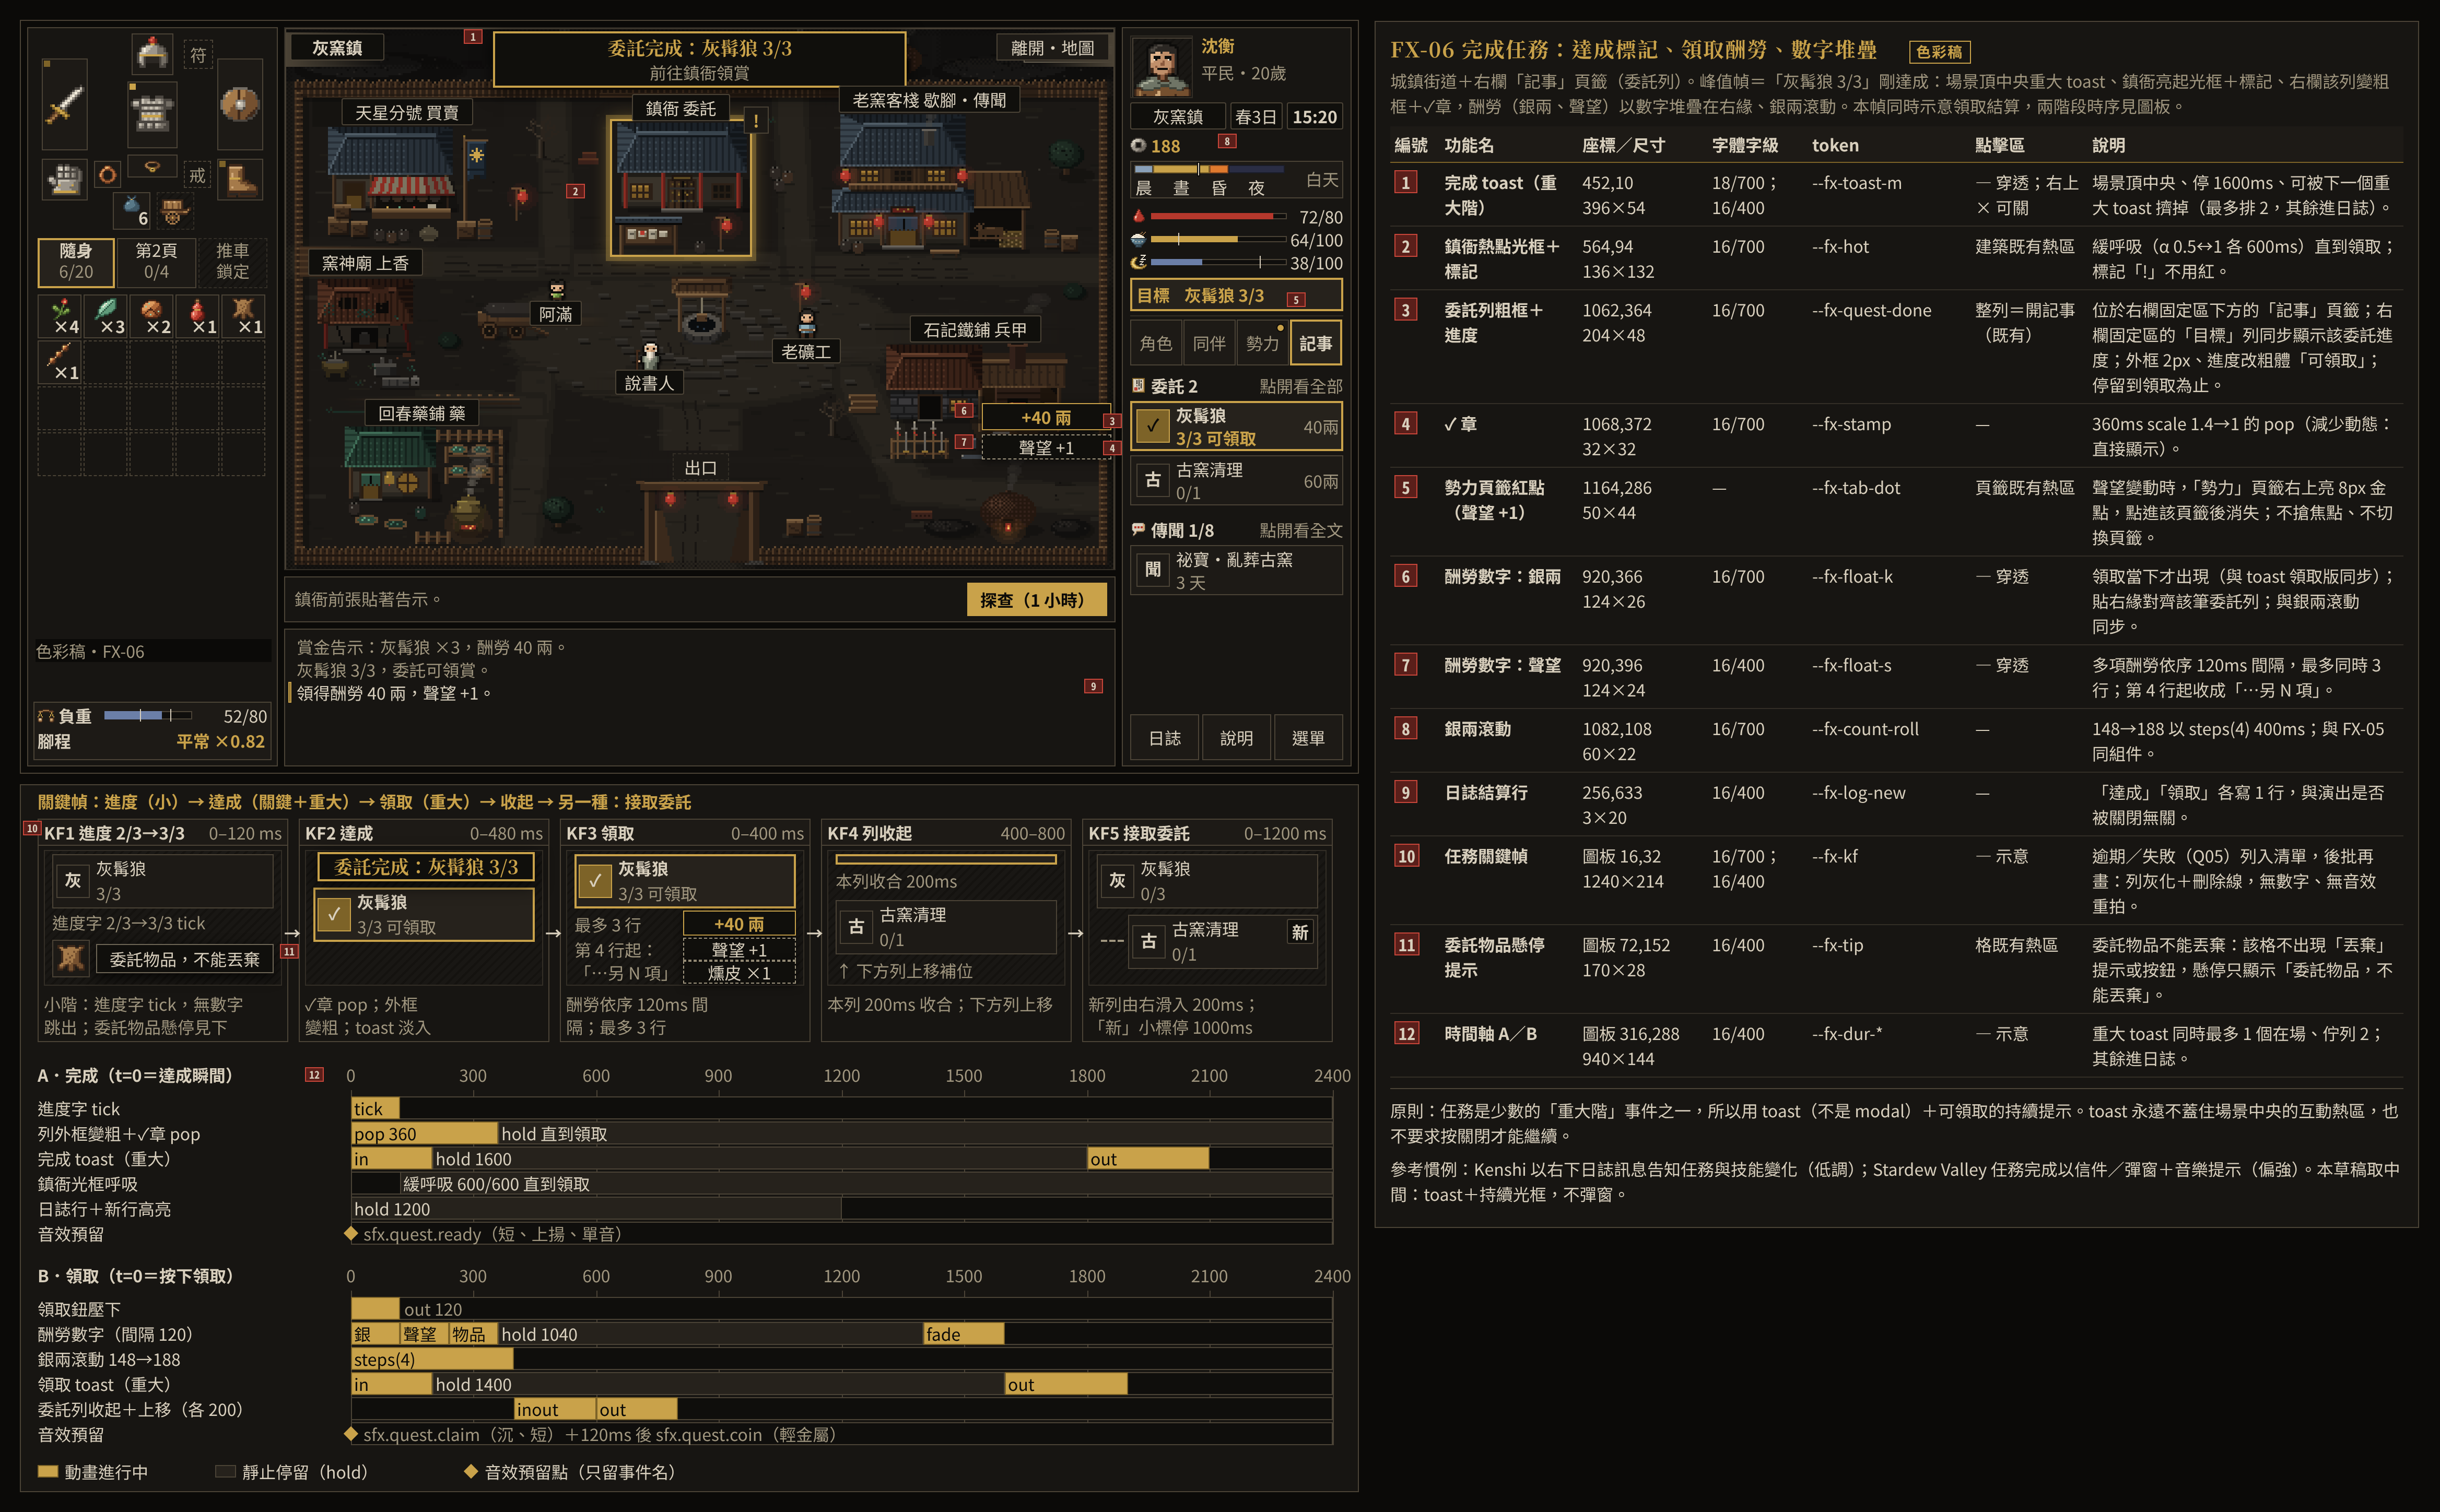 灰窯鎮
1
委託完成：灰髯狼 3/3
前往鎮衙領賞
離開・地圖
符
戒
6
隨身
6/20
第2頁
0/4
推車
鎖定
×4
×3
×2
×1
×1
×1
色彩稿・FX-06
負重
52/80
腳程
平常 ×0.82
天星分號 買賣
鎮衙 委託
!
老窯客棧 歇腳・傳聞
2
窯神廟 上香
阿滿
老礦工
說書人
石記鐵鋪 兵甲
回春藥鋪 藥
出口
6
+40 兩
3
7
聲望 +1
4
鎮衙前張貼著告示。
探查（1 小時）
賞金告示：灰髯狼 ×3，酬勞 40 兩。
灰髯狼 3/3，委託可領賞。
領得酬勞 40 兩，聲望 +1。
9
沈衡
平民・20歲
灰窯鎮
春3日
15:20
188
8
晨 晝 昏 夜
白天
72/80
64/100
38/100
目標 灰髯狼 3/3
5
角色
同伴
勢力
記事
委託 2
點開看全部
✓
灰髯狼
3/3 可領取
40兩
古
古窯清理
0/1
60兩
傳聞 1/8
點開看全文
聞
祕寶・亂葬古窯
3 天
日誌
說明
選單
關鍵幀：進度（小）→ 達成（關鍵＋重大）→ 領取（重大）→ 收起 → 另一種：接取委託
10
KF1 進度 2/3→3/3
0–120 ms
灰
灰髯狼
3/3
進度字 2/3→3/3 tick
委託物品，不能丟棄
11
小階：進度字 tick，無數字
跳出；委託物品懸停見下
→
KF2 達成
0–480 ms
委託完成：灰髯狼 3/3
✓
灰髯狼
3/3 可領取
✓章 pop；外框
變粗；toast 淡入
→
KF3 領取
0–400 ms
✓
灰髯狼
3/3 可領取
最多 3 行
第 4 行起：
「…另 N 項」
+40 兩
聲望 +1
燻皮 ×1
酬勞依序 120ms 間
隔；最多 3 行
→
KF4 列收起
400–800
本列收合 200ms
古
古窯清理
0/1
↑ 下方列上移補位
本列 200ms 收合；下方列上移
→
KF5 接取委託
0–1200 ms
灰
灰髯狼
0/3
古
古窯清理
0/1
新
新列由右滑入 200ms；
「新」小標停 1000ms
A・完成（t=0＝達成瞬間）
12
0 300 600 900 1200 1500 1800 2100 2400
進度字 tick
tick
列外框變粗＋✓章 pop
pop 360
hold 直到領取
完成 toast（重大）
in
hold 1600
out
鎮衙光框呼吸
緩呼吸 600/600 直到領取
日誌行＋新行高亮
hold 1200
音效預留
sfx.quest.ready（短、上揚、單音）
B・領取（t=0＝按下領取）
0 300 600 900 1200 1500 1800 2100 2400
領取鈕壓下
out 120
酬勞數字（間隔 120）
銀
聲望
物品
hold 1040
fade
銀兩滾動 148→188
steps(4)
領取 toast（重大）
in
hold 1400
out
委託列收起＋上移（各 200）
inout
out
音效預留
sfx.quest.claim（沉、短）＋120ms 後 sfx.quest.coin（輕金屬）
動畫進行中
靜止停留（hold）
音效預留點（只留事件名）
FX-06 完成任務：達成標記、領取酬勞、數字堆疊
色彩稿
城鎮街道＋右欄「記事」頁籤（委託列）。峰值幀＝「灰髯狼 3/3」剛達成：場景頂中央重大 toast、鎮衙亮起光框＋標記、右欄該列變粗
框＋✓章，酬勞（銀兩、聲望）以數字堆疊在右緣、銀兩滾動。本幀同時示意領取結算，兩階段時序見圖板。
編號 功能名 座標／尺寸 字體字級 token 點擊區 說明
1
完成 toast（重
大階）
452,10
396×54
18/700；
16/400
--fx-toast-m
— 穿透；右上
× 可關
場景頂中央、停 1600ms、可被下一個重
大 toast 擠掉（最多排 2，其餘進日誌）。
2
鎮衙熱點光框＋
標記
564,94
136×132
16/700
--fx-hot
建築既有熱區
緩呼吸（α 0.5↔1 各 600ms）直到領取；
標記「!」不用紅。
3
委託列粗框＋
進度
1062,364
204×48
16/700
--fx-quest-done
整列＝開記事
（既有）
位於右欄固定區下方的「記事」頁籤；右
欄固定區的「目標」列同步顯示該委託進
度；外框 2px、進度改粗體「可領取」；
停留到領取為止。
4
✓ 章
1068,372
32×32
16/700
--fx-stamp
—
360ms scale 1.4→1 的 pop（減少動態：
直接顯示）。
5
勢力頁籤紅點
（聲望 +1）
1164,286
50×44
—
--fx-tab-dot
頁籤既有熱區
聲望變動時，「勢力」頁籤右上亮 8px 金
點，點進該頁籤後消失；不搶焦點、不切
換頁籤。
6
酬勞數字：銀兩
920,366
124×26
16/700
--fx-float-k
— 穿透
領取當下才出現（與 toast 領取版同步）；
貼右緣對齊該筆委託列；與銀兩滾動
同步。
7
酬勞數字：聲望
920,396
124×24
16/400
--fx-float-s
— 穿透
多項酬勞依序 120ms 間隔，最多同時 3
行；第 4 行起收成「…另 N 項」。
8
銀兩滾動
1082,108
60×22
16/700
--fx-count-roll
—
148→188 以 steps(4) 400ms；與 FX-05
同組件。
9
日誌結算行
256,633
3×20
16/400
--fx-log-new
—
「達成」「領取」各寫 1 行，與演出是否
被關閉無關。
10
任務關鍵幀
圖板 16,32
1240×214
16/700；
16/400
--fx-kf
— 示意
逾期／失敗（Q05）列入清單，後批再
畫：列灰化＋刪除線，無數字、無音效
重拍。
11
委託物品懸停
提示
圖板 72,152
170×28
16/400
--fx-tip
格既有熱區
委託物品不能丟棄：該格不出現「丟棄」
提示或按鈕，懸停只顯示「委託物品，不
能丟棄」。
12
時間軸 A／B
圖板 316,288
940×144
16/400
--fx-dur-*
— 示意
重大 toast 同時最多 1 個在場、佇列 2；
其餘進日誌。
原則：任務是少數的「重大階」事件之一，所以用 toast（不是 modal）＋可領取的持續提示。toast 永遠不蓋住場景中央的互動熱區，也
不要求按關閉才能繼續。
參考慣例：Kenshi 以右下日誌訊息告知任務與技能變化（低調）；Stardew Valley 任務完成以信件／彈窗＋音樂提示（偏強）。本草稿取中
間：toast＋持續光框，不彈窗。